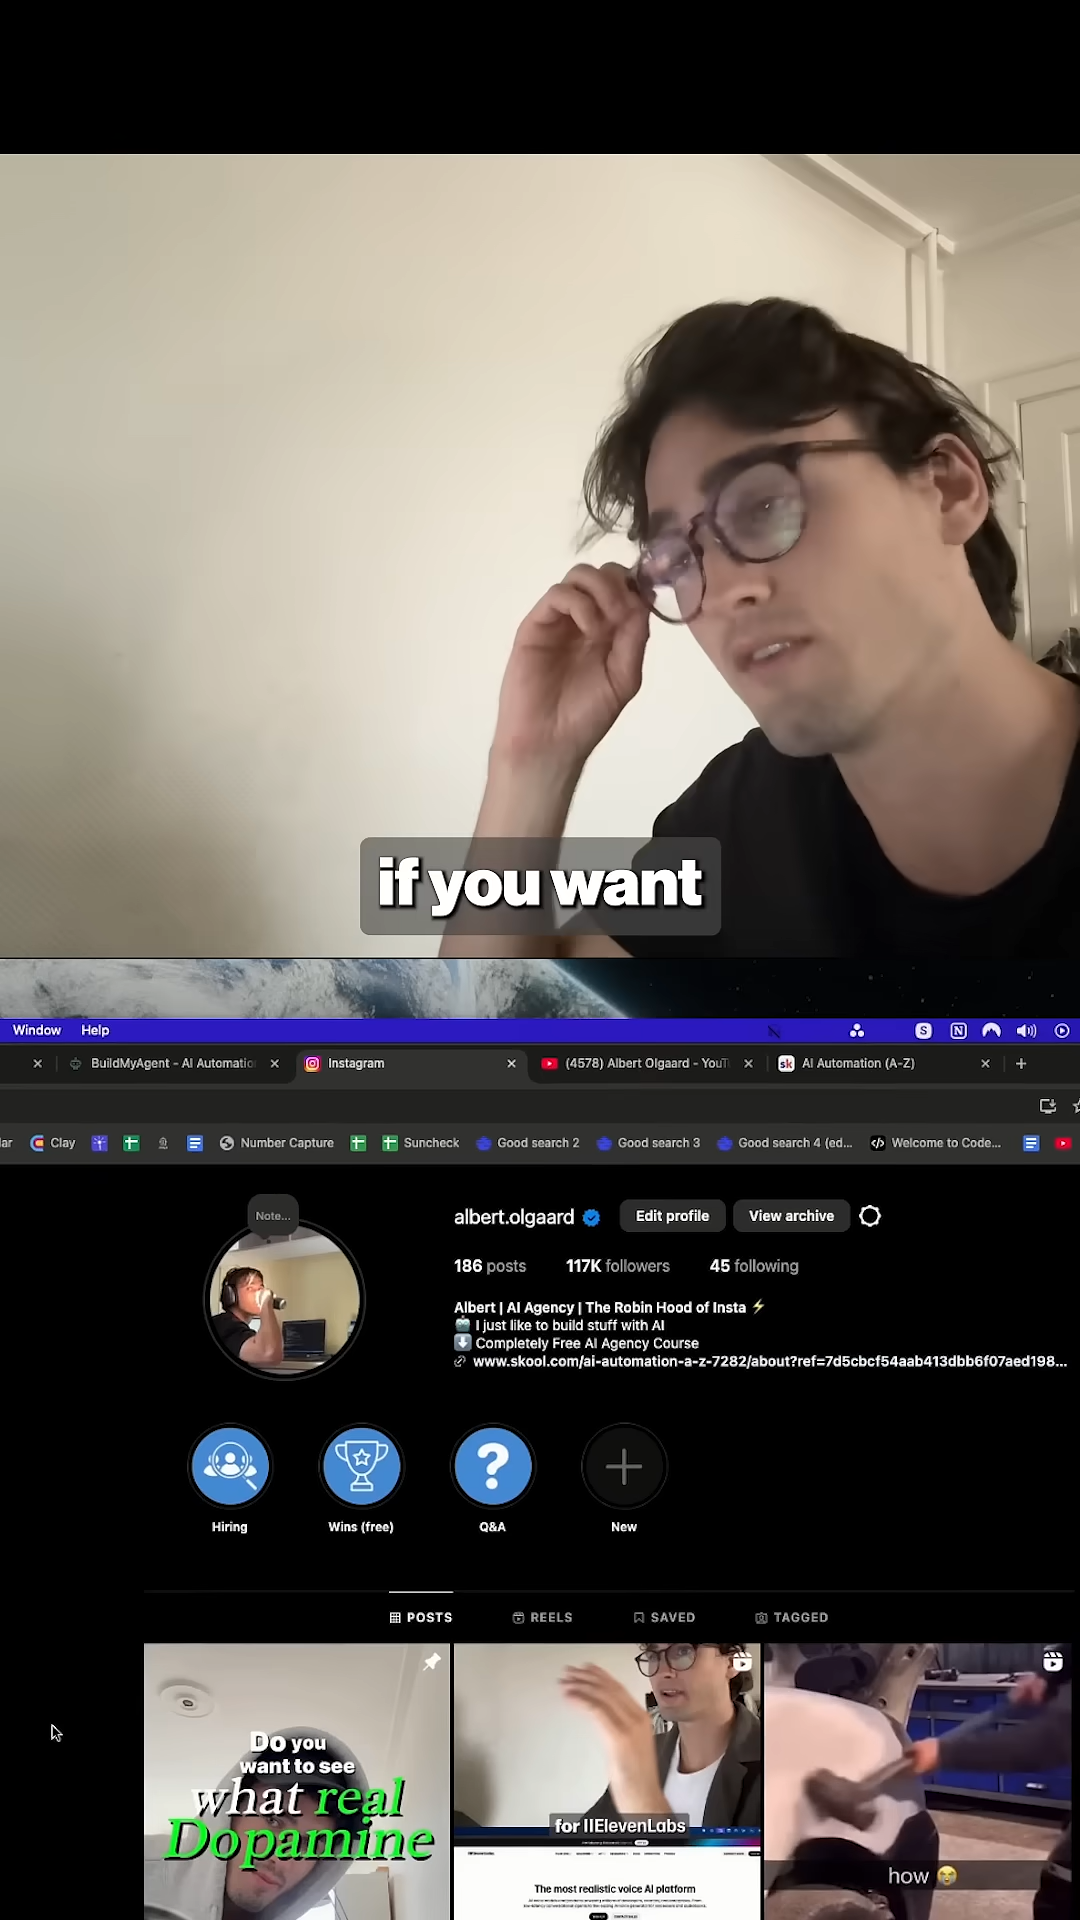 if you want
Window Help
BuildMyAgent - AI Automatio
Instagram
(4578) Albert Olgaard - YouT
sk AI Automation (A-Z)
ar
Clay
Number Capture
Suncheck
Good search 2
Good search 3
Good search 4 (ed...
Welcome to Code...
Note...
albert.olgaard
Edit profile
View archive
186 posts 117K followers 45 following
Albert | AI Agency | The Robin Hood of Insta ⚡
🤖 I just like to build stuff with AI
⬇️ Completely Free AI Agency Course
www.skool.com/ai-automation-a-z-7282/about?ref=7d5cbcf54aab413dbb6f07aed198...
Hiring
Wins (free)
Q&A
New
POSTS
REELS
SAVED
TAGGED
Do you
want to see
what real
Dopamine
for IIElevenLabs
The most realistic voice AI platform
how 😭